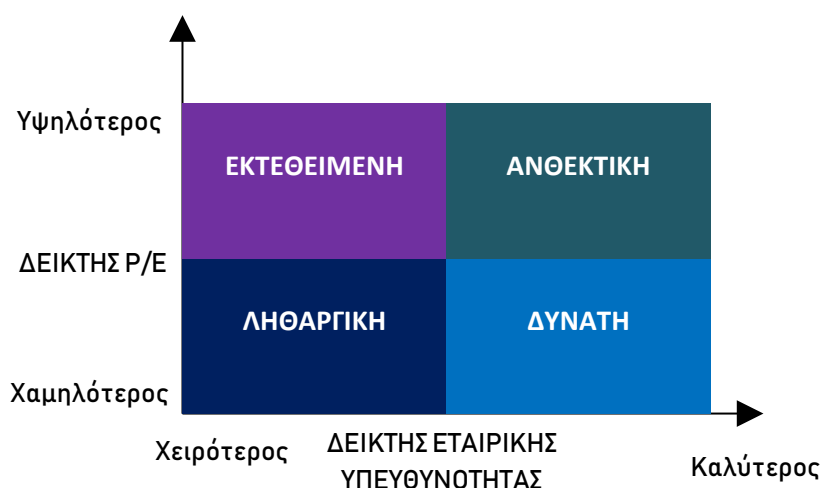 Υψηλότερος
ΕΚΤΕΘΕΙΜΕΝΗ
ΑΝΘΕΚΤΙΚΗ
ΔΕΙΚΤΗΣ P/E
ΛΗΘΑΡΓΙΚΗ
ΔΥΝΑΤΗ
Χαμηλότερος
Χειρότερος
ΔΕΙΚΤΗΣ ΕΤΑΙΡΙΚΗΣ
ΥΠΕΥΘΥΝΟΤΗΤΑΣ
Καλύτερος